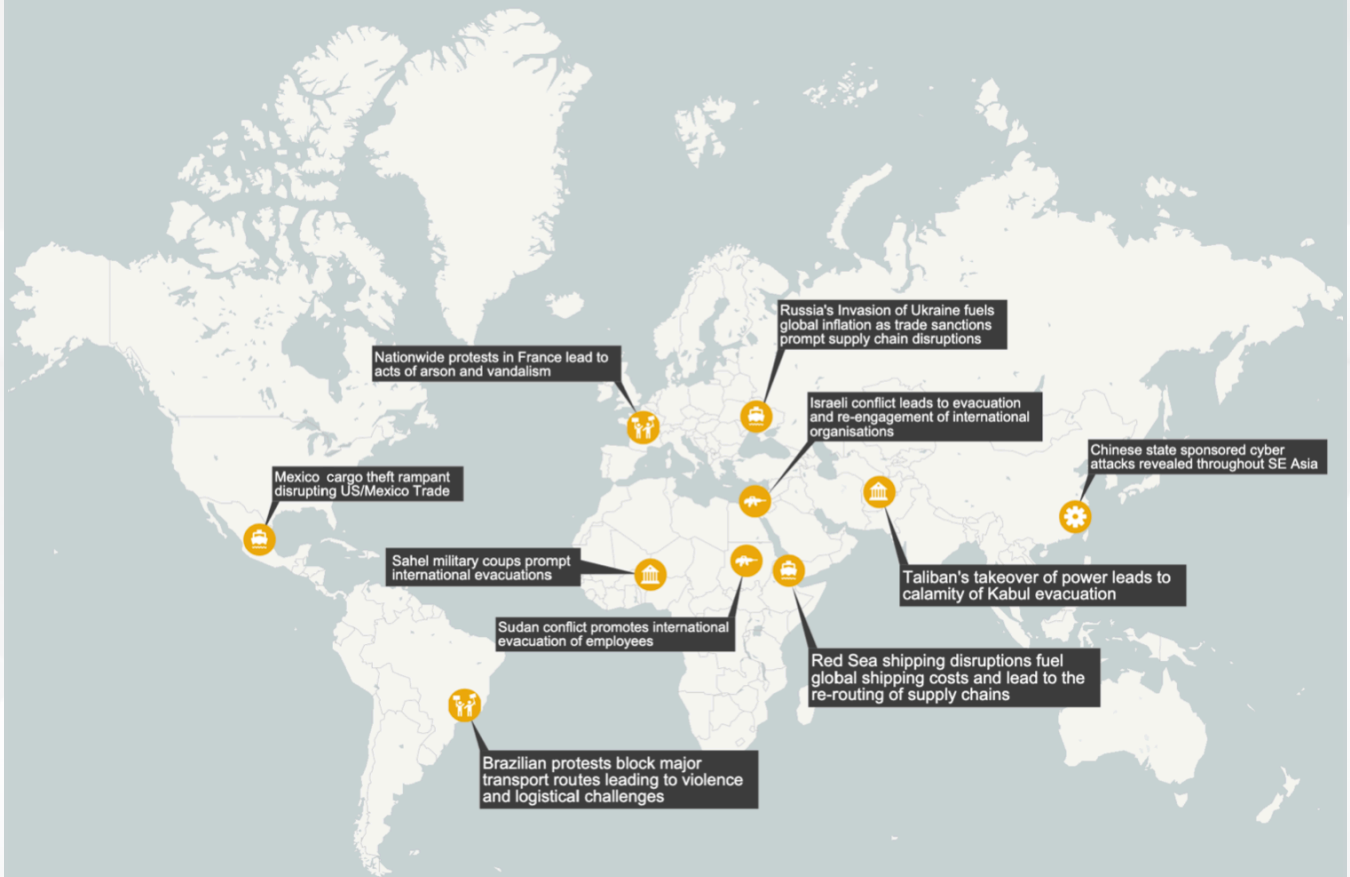 Russia's Invasion of Ukraine fuels
global inflation as trade sanctions
prompt supply chain disruptions
Nationwide protests in France lead to
acts of arson and vandalism
Israeli conflict leads to evacuation
and re-engagement of international
organisations
Chinese state sponsored cyber
attacks revealed throughout SE Asia
Mexico cargo theft rampant
disrupting US/Mexico Trade
Sahel military coups prompt
international evacuations
Taliban's takeover of power leads to
calamity of Kabul evacuation
Sudan conflict promotes international
evacuation of employees
Red Sea shipping disruptions fuel
global shipping costs and lead to the
re-routing of supply chains
Brazilian protests block major
transport routes leading to violence
and logistical challenges